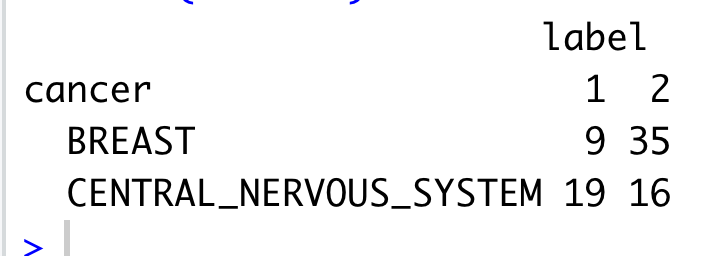 label
cancer 1 2
BREAST 9 35
CENTRAL_NERVOUS_SYSTEM 19 16
>